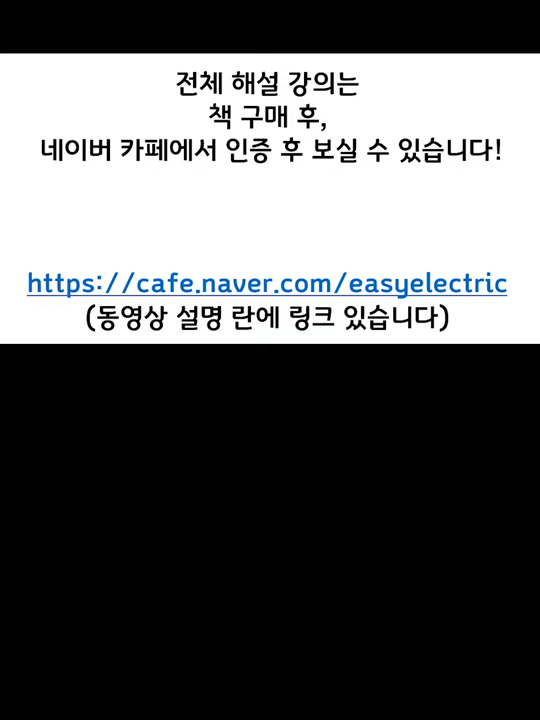 전체 해설 강의는
책 구매 후,
네이버 카페에서 인증 후 보실 수 있습니다!
https://cafe.naver.com/easyelectric
(동영상 설명 란에 링크 있습니다)